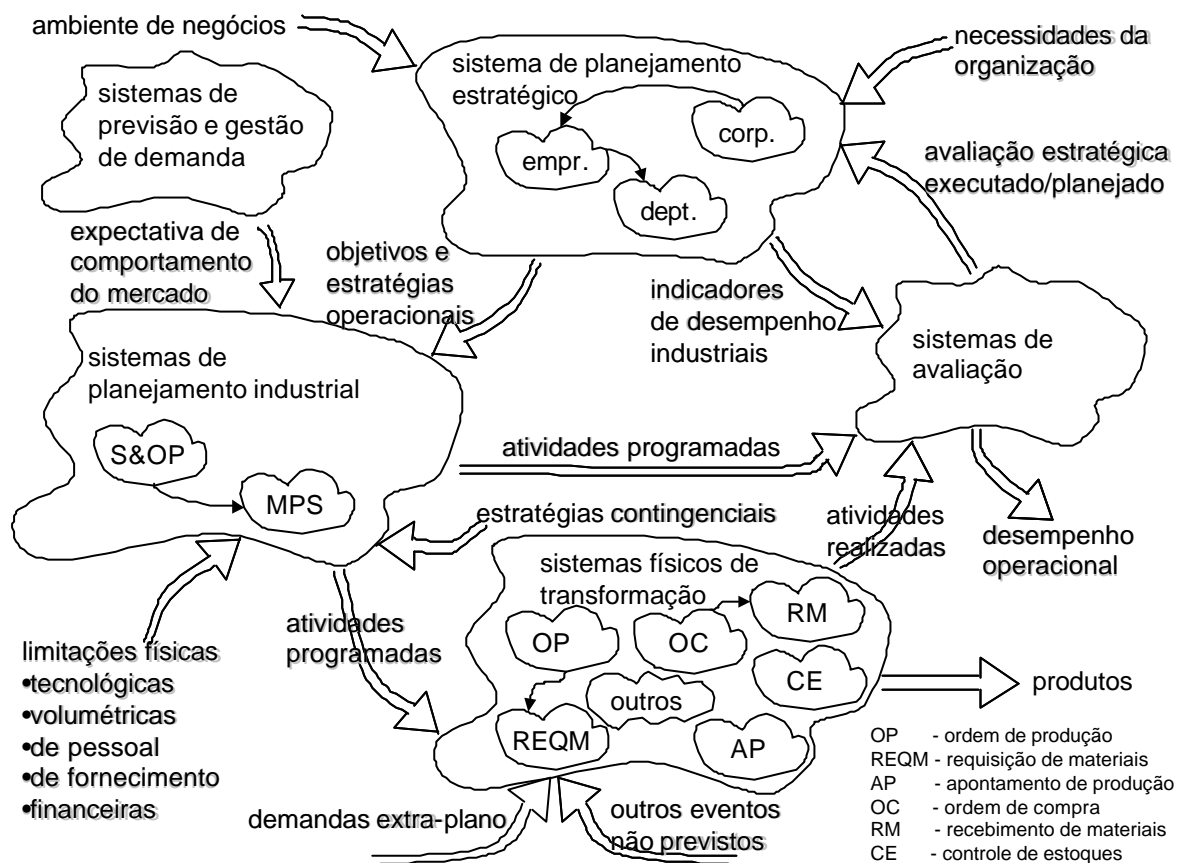 ambiente de negócios
sistemas de
previsão e gestão
de demanda
sistema de planejamento
estratégico
corp.
empr.
dept.
necessidades da
organização
avaliação estratégica
executado/planejado
expectativa de
comportamento
do mercado
objetivos e
estratégias
operacionais
indicadores
de desempenho
industriais
sistemas de
avaliação
sistemas de
planejamento industrial
S&OP
MPS
atividades programadas
estratégias contingenciais
atividades
realizadas
desempenho
operacional
sistemas físicos de
transformação
RM
OP
OC
CE
outros
REQM
AP
atividades
programadas
limitações físicas
•tecnológicas
•volumétricas
•de pessoal
•de fornecimento
•financeiras
produtos
demandas extra-plano
outros eventos
não previstos
OP - ordem de produção
REQM - requisição de materiais
AP - apontamento de produção
OC - ordem de compra
RM - recebimento de materiais
CE - controle de estoques